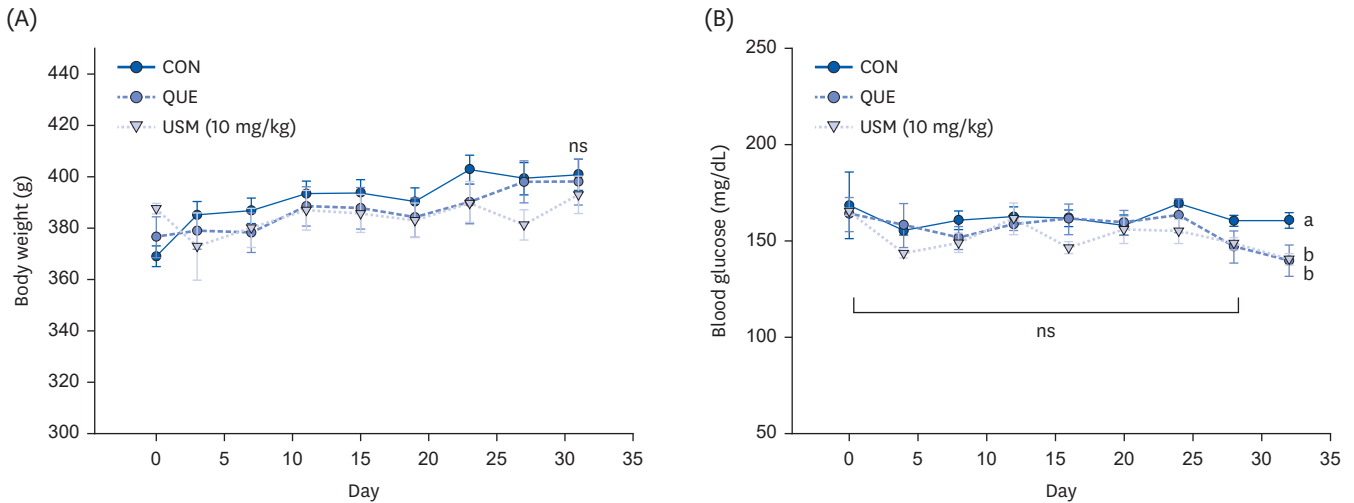 (A)
CON
QUE
USM (10 mg/kg)
Body weight (g)
440
420
400
380
360
340
320
300
ns
0
5
10
15
20
25
30
35
Day
(B)
CON
QUE
USM (10 mg/kg)
Blood glucose (mg/dL)
250
200
150
100
50
a
b
b
ns
0
5
10
15
20
25
30
35
Day